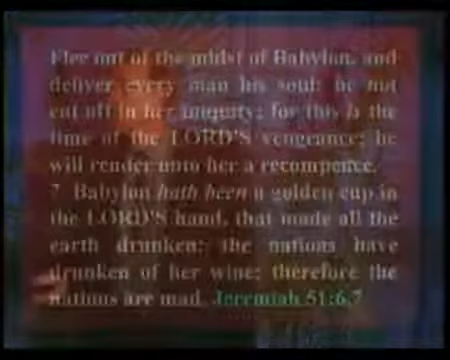 Flee out of the midst of Babylon, and
deliver every man his soul: be not
cut off in her iniquity; for this is the
time of the LORD'S vengeance; he
will render unto her a recompence.
7 Babylon hath been a golden cup in
the LORD'S hand, that made all the
earth drunken: the nations have
drunken of her wine; therefore the
nations are mad. Jeremiah 51:6,7